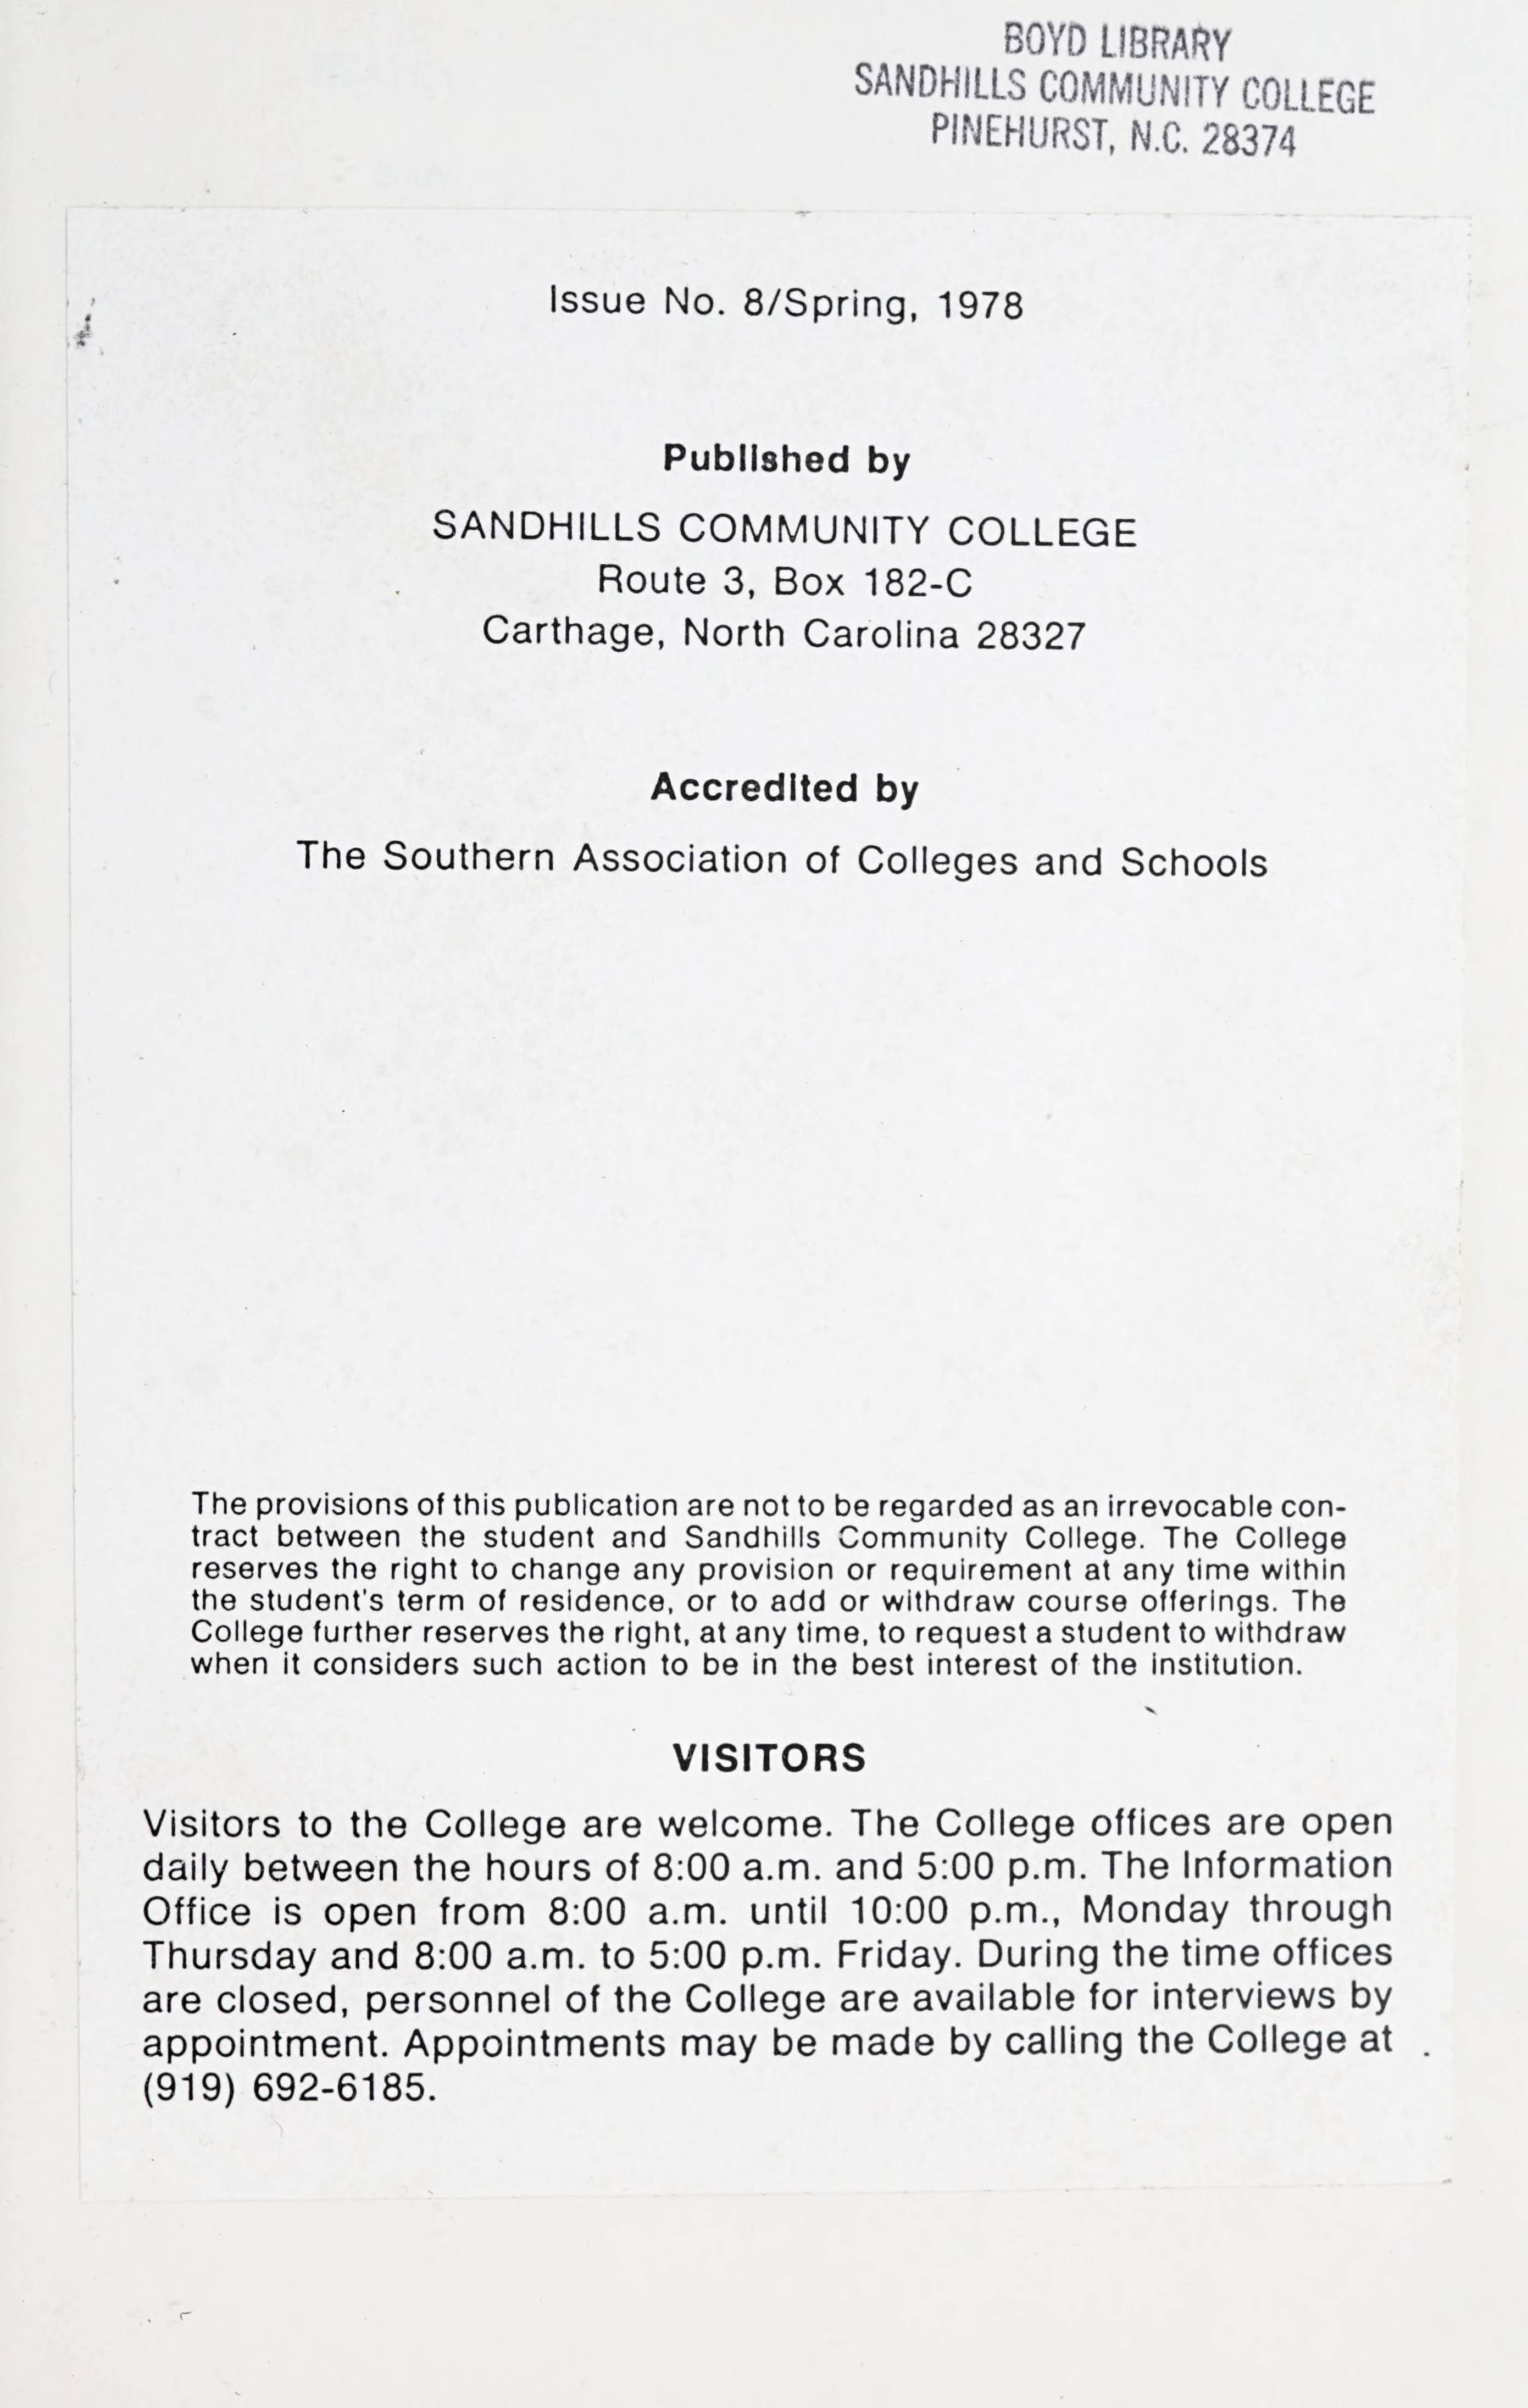 BOYD LIBRARY
SANDHILLS COMMUNITY COLLEGE
PINEHURST, N.C. 28374
Issue No. 8/Spring, 1978
Published by
SANDHILLS COMMUNITY COLLEGE
Route 3, Box 182-C
Carthage, North Carolina 28327
Accredited by
The Southern Association of Colleges and Schools
The provisions of this publication are not to be regarded as an irrevocable con-
tract between the student and Sandhills Community College. The College
reserves the right to change any provision or requirement at any time within
the student's term of residence, or to add or withdraw course offerings. The
College further reserves the right, at any time, to request a student to withdraw
when it considers such action to be in the best interest of the institution.
VISITORS
Visitors to the College are welcome. The College offices are open
daily between the hours of 8:00 a.m. and 5:00 p.m. The Information
Office is open from 8:00 a.m. until 10:00 p.m., Monday through
Thursday and 8:00 a.m. to 5:00 p.m. Friday. During the time offices
are closed, personnel of the College are available for interviews by
appointment. Appointments may be made by calling the College at
(919) 692-6185.